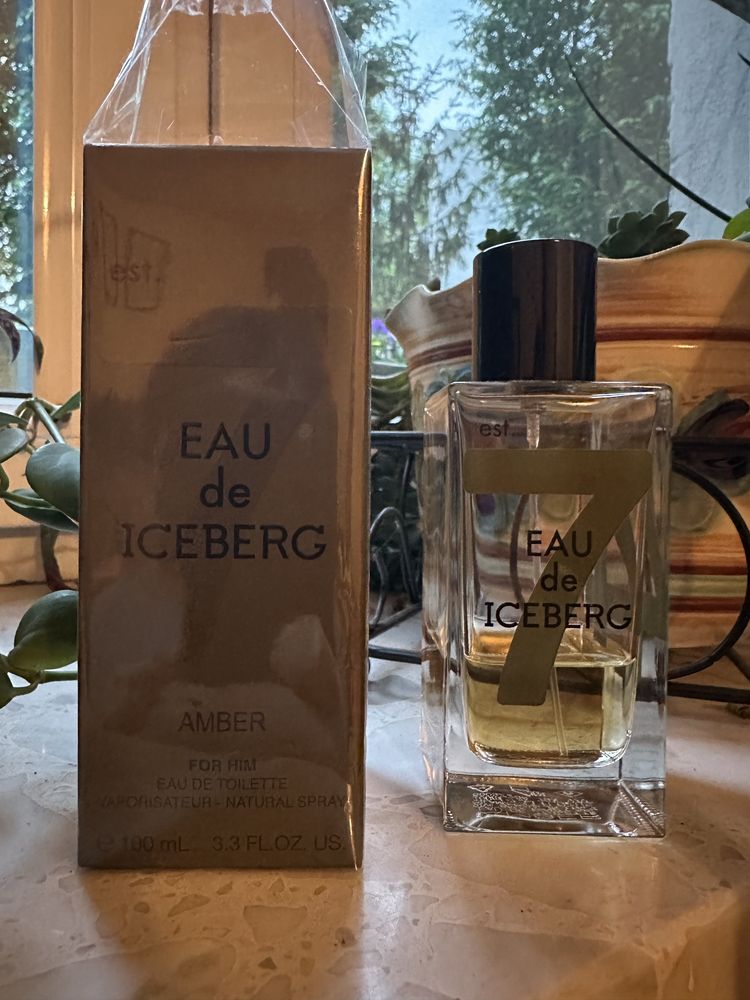 est.
EAU
de
ICEBERG
AMBER
FOR HIM
EAU DE TOILETTE
VAPORISATEUR - NATURAL SPRAY
e 100 mL 3.3 FL.OZ. US.
est.
7
EAU
de
ICEBERG